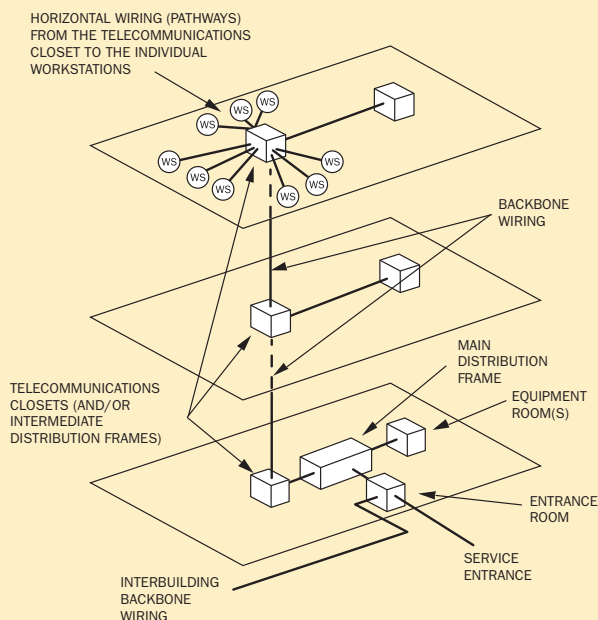 HORIZONTAL WIRING (PATHWAYS)
FROM THE TELECOMMUNICATIONS
CLOSET TO THE INDIVIDUAL
WORKSTATIONS
WS
WS
WS
WS
WS
WS
WS
WS
WS
BACKBONE
WIRING
MAIN
DISTRIBUTION
FRAME
TELECOMMUNICATIONS
CLOSETS (AND/OR
INTERMEDIATE
DISTRIBUTION FRAMES)
EQUIPMENT
ROOM(S)
ENTRANCE
ROOM
SERVICE
ENTRANCE
INTERBUILDING
BACKBONE
WIRING